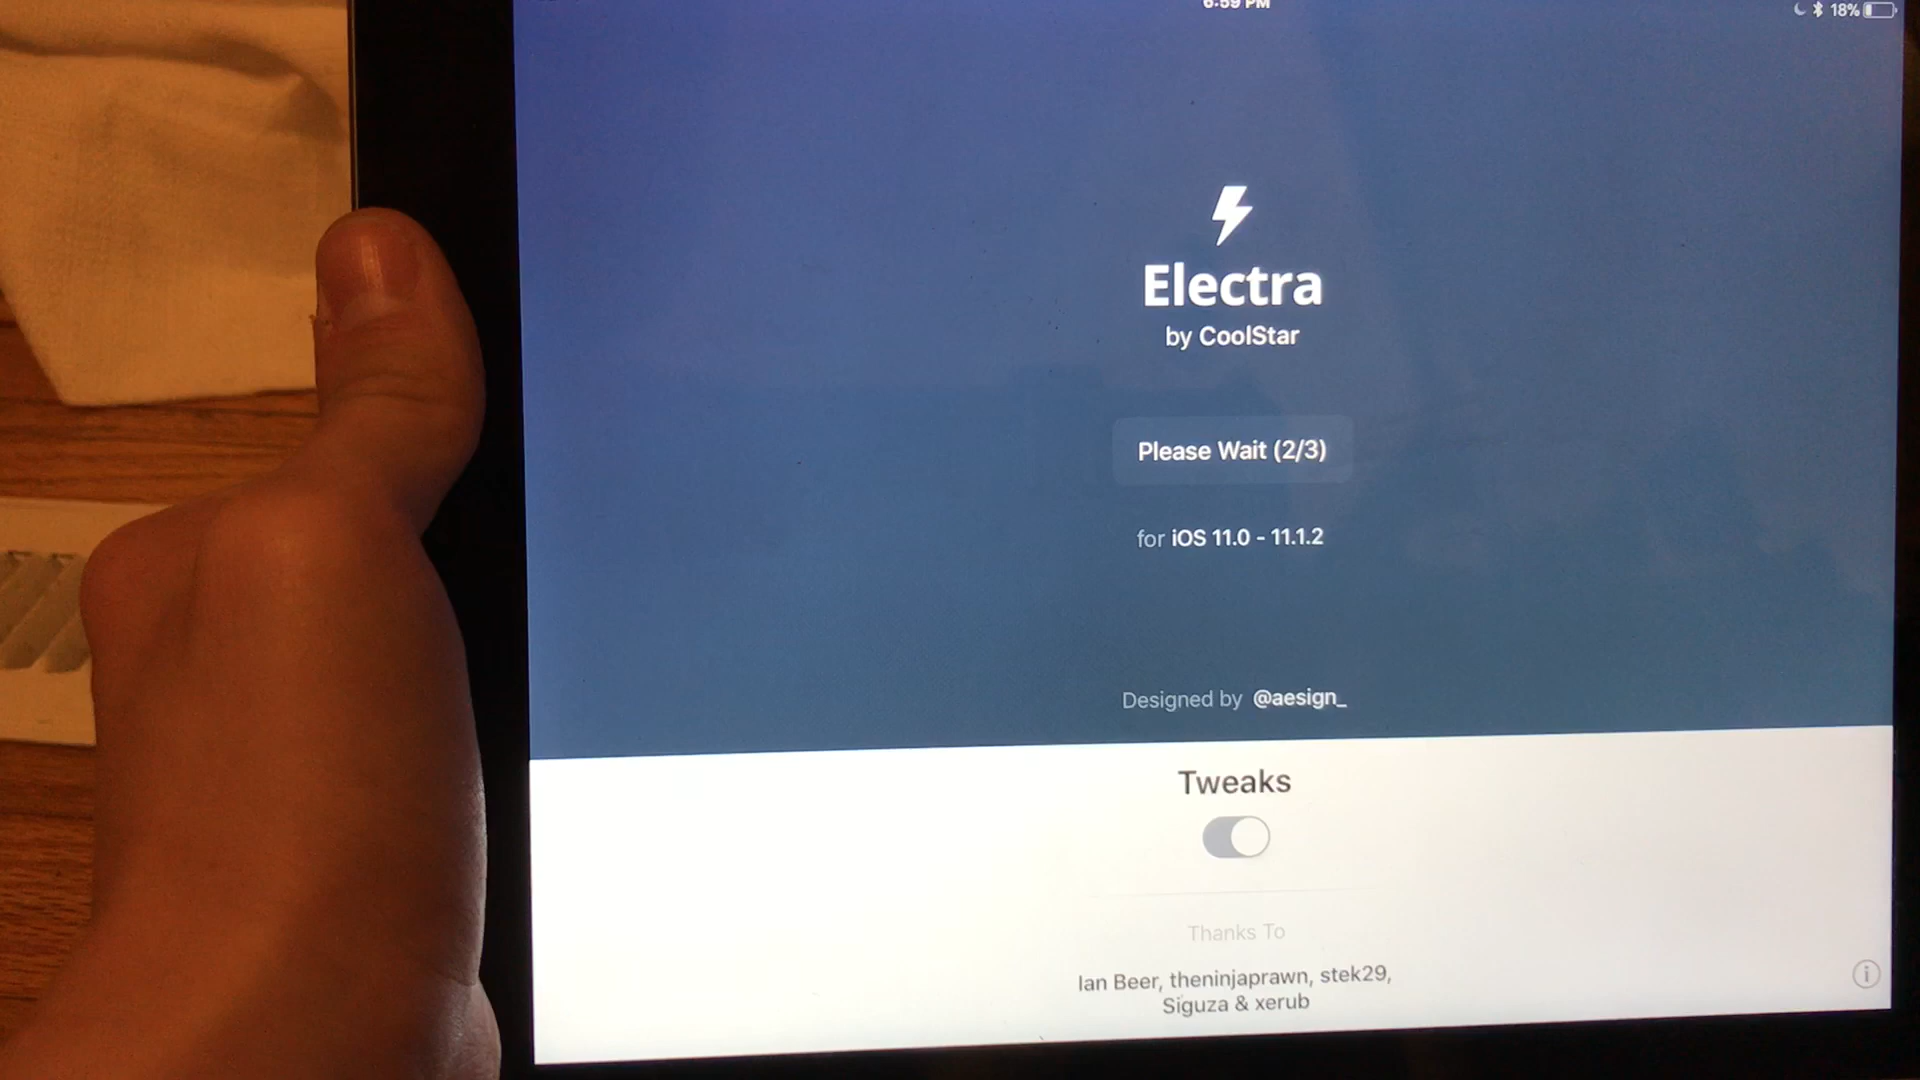 6:59 PM
18%
Electra
by CoolStar
Please Wait (2/3)
for iOS 11.0 - 11.1.2
Designed by @aesign_
Tweaks
Thanks To
Ian Beer, theninjaprawn, stek29,
Siguza & xerub